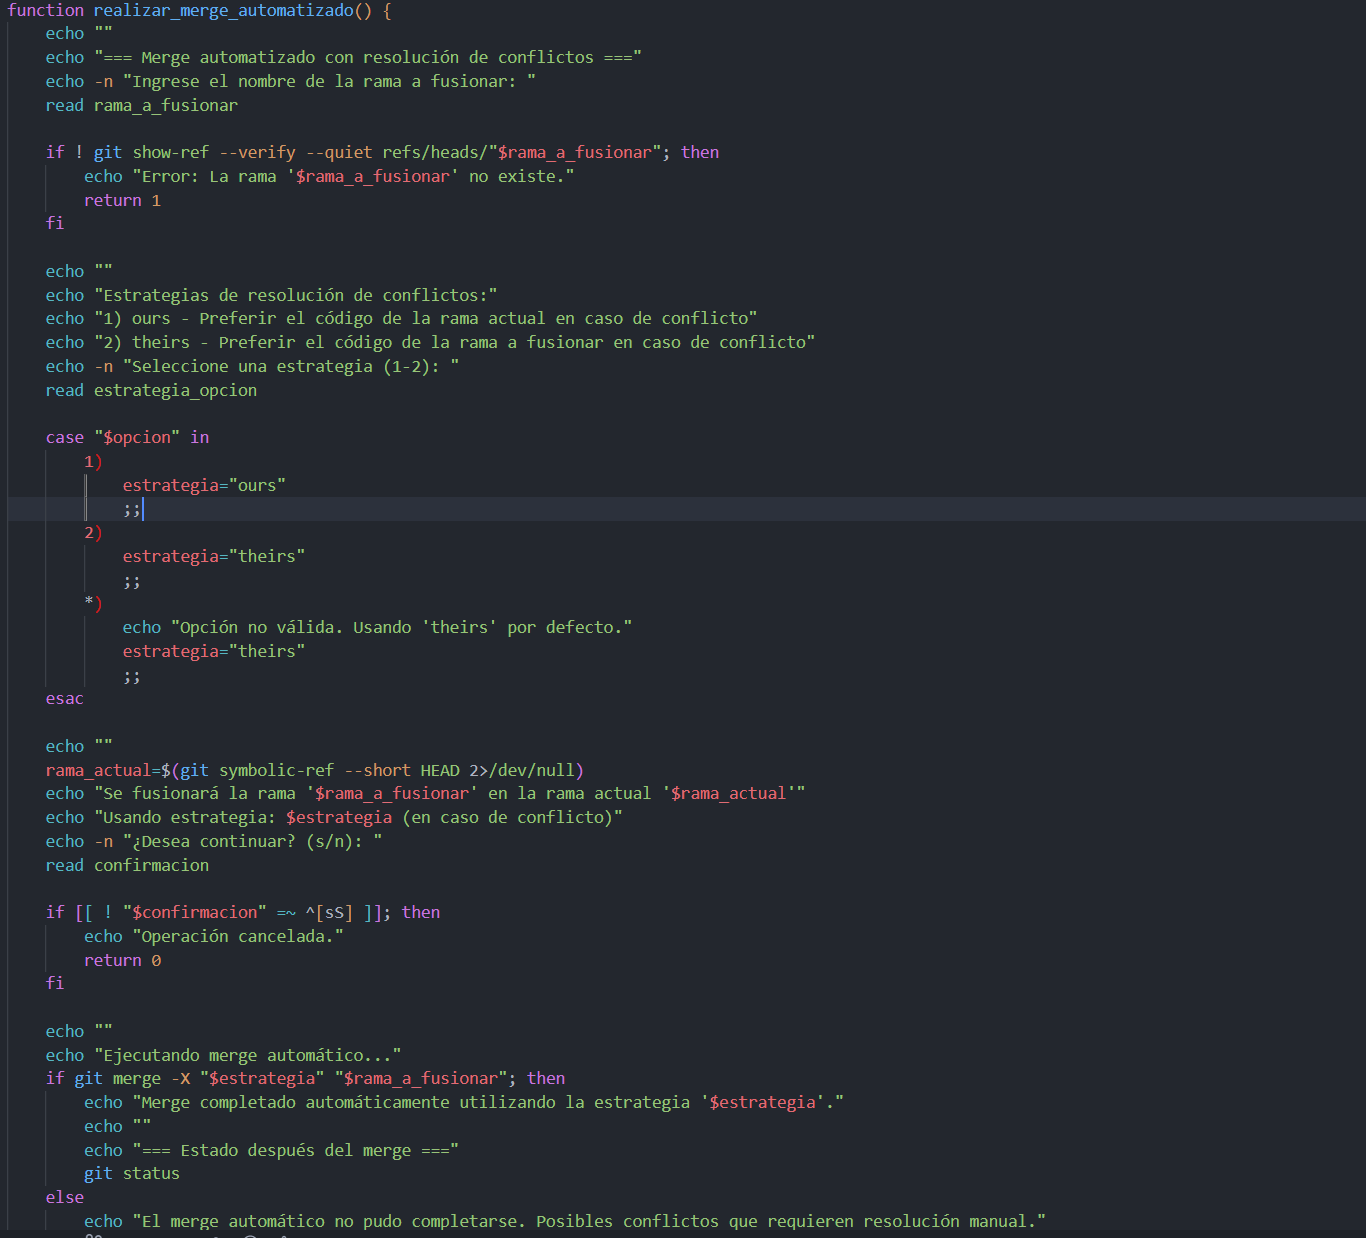 function realizar_merge_automatizado() {
    echo ""
    echo "=== Merge automatizado con resolución de conflictos ==="
    echo -n "Ingrese el nombre de la rama a fusionar: "
    read rama_a_fusionar

    if ! git show-ref --verify --quiet refs/heads/"$rama_a_fusionar"; then
        echo "Error: La rama '$rama_a_fusionar' no existe."
        return 1
    fi

    echo ""
    echo "Estrategias de resolución de conflictos:"
    echo "1) ours - Preferir el código de la rama actual en caso de conflicto"
    echo "2) theirs - Preferir el código de la rama a fusionar en caso de conflicto"
    echo -n "Seleccione una estrategia (1-2): "
    read estrategia_opcion

    case "$opcion" in
        1)
            estrategia="ours"
            ;;
        2)
            estrategia="theirs"
            ;;
        *)
            echo "Opción no válida. Usando 'theirs' por defecto."
            estrategia="theirs"
            ;;
    esac

    echo ""
    rama_actual=$(git symbolic-ref --short HEAD 2>/dev/null)
    echo "Se fusionará la rama '$rama_a_fusionar' en la rama actual '$rama_actual'"
    echo "Usando estrategia: $estrategia (en caso de conflicto)"
    echo -n "¿Desea continuar? (s/n): "
    read confirmacion

    if [[ ! "$confirmacion" =~ ^[sS] ]]; then
        echo "Operación cancelada."
        return 0
    fi

    echo ""
    echo "Ejecutando merge automático..."
    if git merge -X "$estrategia" "$rama_a_fusionar"; then
        echo "Merge completado automáticamente utilizando la estrategia '$estrategia'."
        echo ""
        echo "=== Estado después del merge ==="
        git status
    else
        echo "El merge automático no pudo completarse. Posibles conflictos que requieren resolución manual."